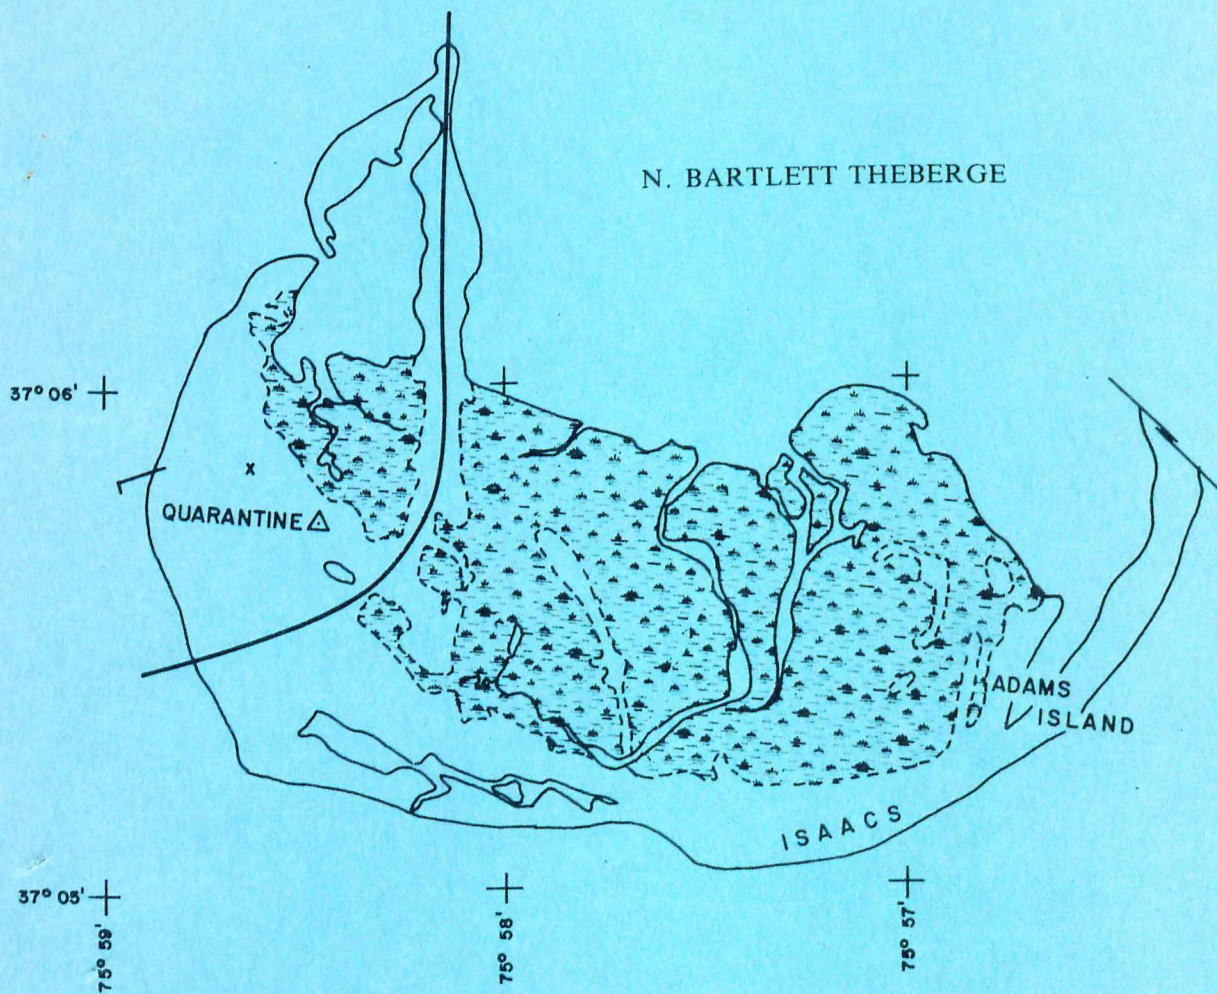 N. BARTLETT THEBERGE
37° 06'
x
QUARANTINE
ADAMS
ISLAND
ISAACS
37° 05'
75° 59'
75° 58'
75° 57'